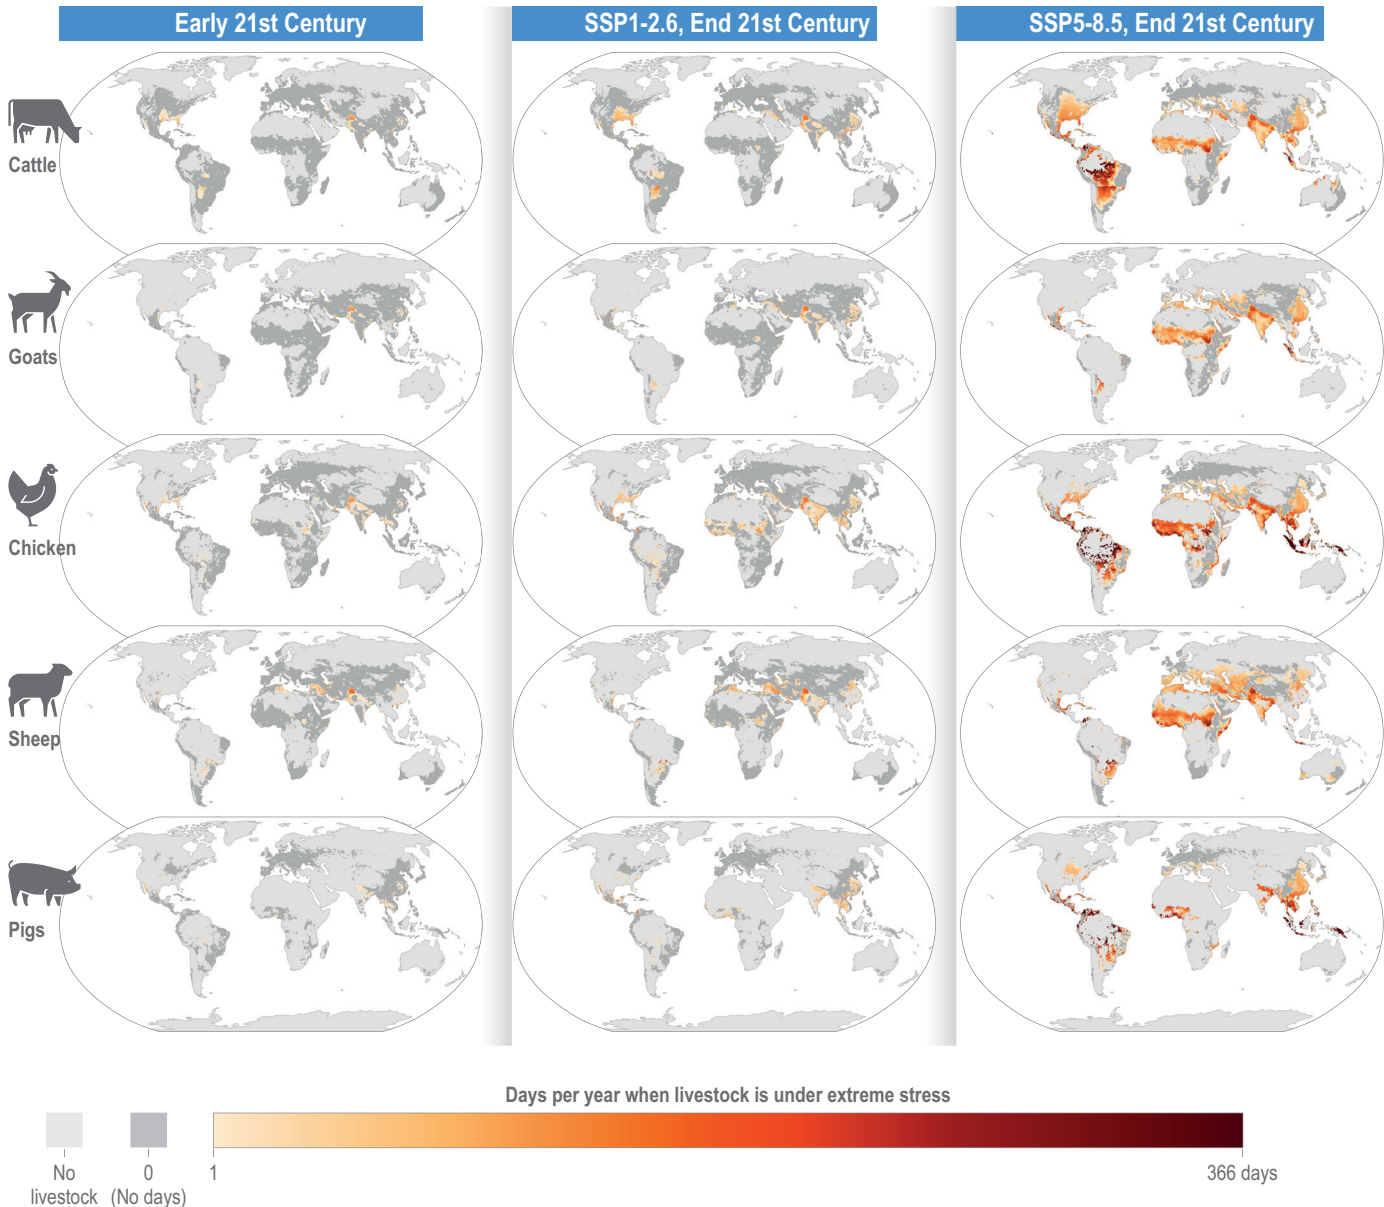 Early 21st Century
SSP1-2.6, End 21st Century
SSP5-8.5, End 21st Century
Cattle
Goats
Chicken
Sheep
Pigs
Days per year when livestock is under extreme stress
No
livestock
0
(No days)
1
366 days